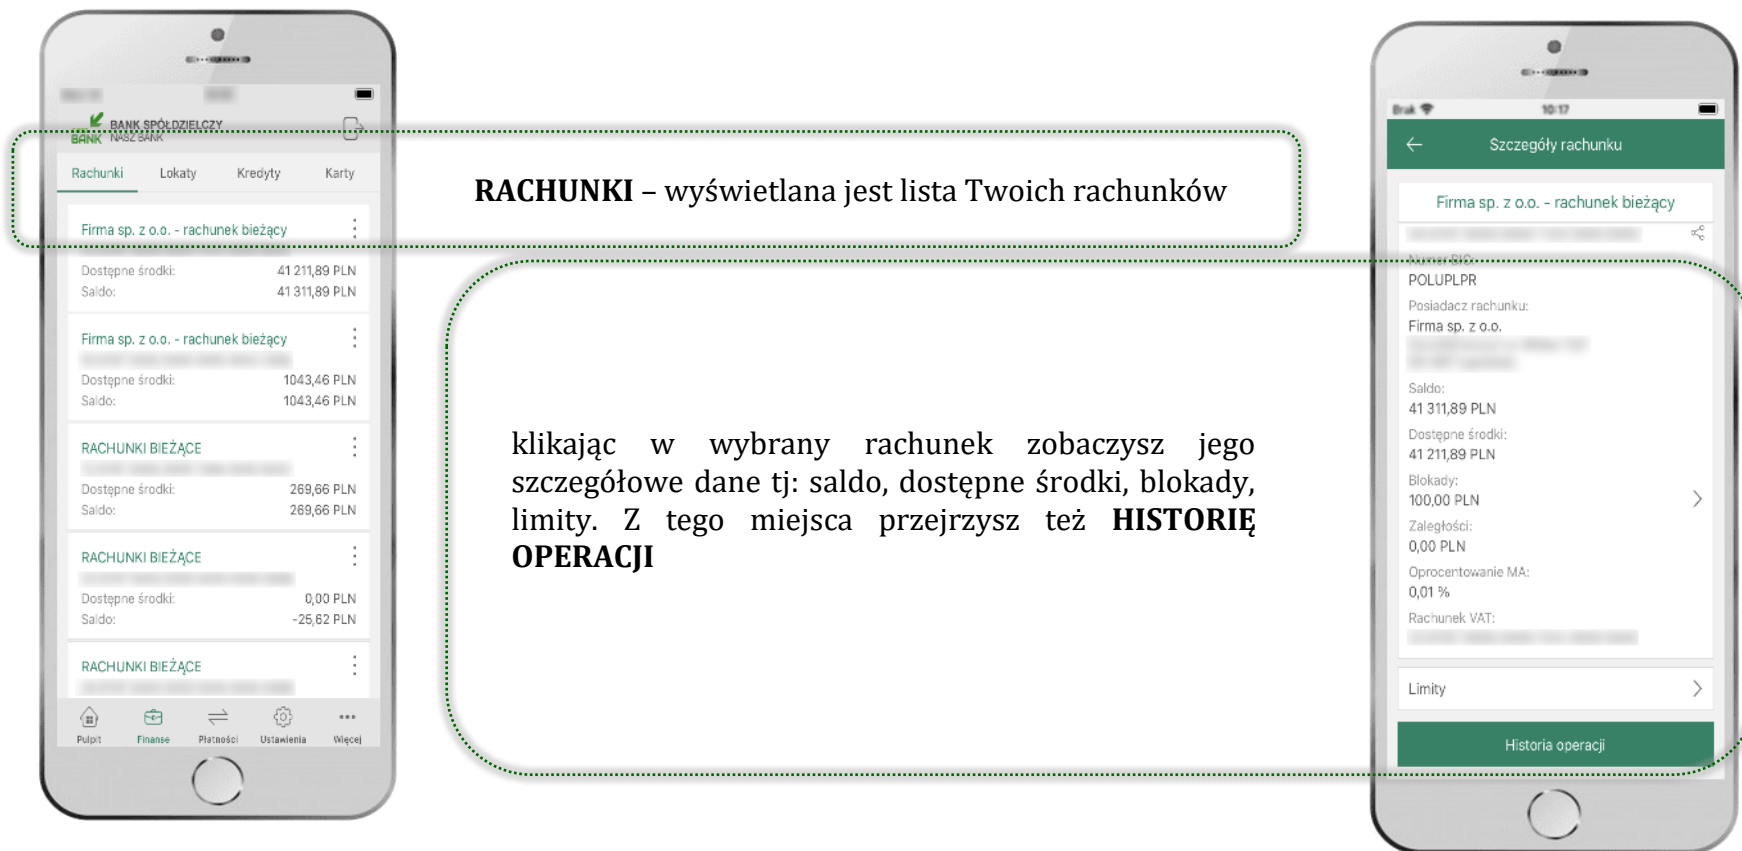 BANK SPÓŁDZIELCZY
BANK NASZ BANK
Rachunki Lokaty Kredyty Karty
Firma sp. z o.o. - rachunek bieżący
Dostępne środki: 41 211,89 PLN
Saldo: 41 311,89 PLN
Firma sp. z o.o. - rachunek bieżący
Dostępne środki: 1043,46 PLN
Saldo: 1043,46 PLN
RACHUNKI BIEŻĄCE
Dostępne środki: 269,66 PLN
Saldo: 269,66 PLN
RACHUNKI BIEŻĄCE
Dostępne środki: 0,00 PLN
Saldo: -25,62 PLN
RACHUNKI BIEŻĄCE
Pulpit Finanse Płatności Ustawienia Więcej
RACHUNKI – wyświetlana jest lista Twoich rachunków
klikając w wybrany rachunek zobaczysz jego
szczegółowe dane tj: saldo, dostępne środki, blokady,
limity. Z tego miejsca przejrzysz też HISTORIĘ
OPERACJI
Brak 10:17
Szczegóły rachunku
Firma sp. z o.o. - rachunek bieżący
Numer BIC:
POLUPLPR
Posiadacz rachunku:
Firma sp. z o.o.
Saldo:
41 311,89 PLN
Dostępne środki:
41 211,89 PLN
Blokady:
100,00 PLN
Zaległości:
0,00 PLN
Oprocentowanie MA:
0,01 %
Rachunek VAT:
Limity
Historia operacji